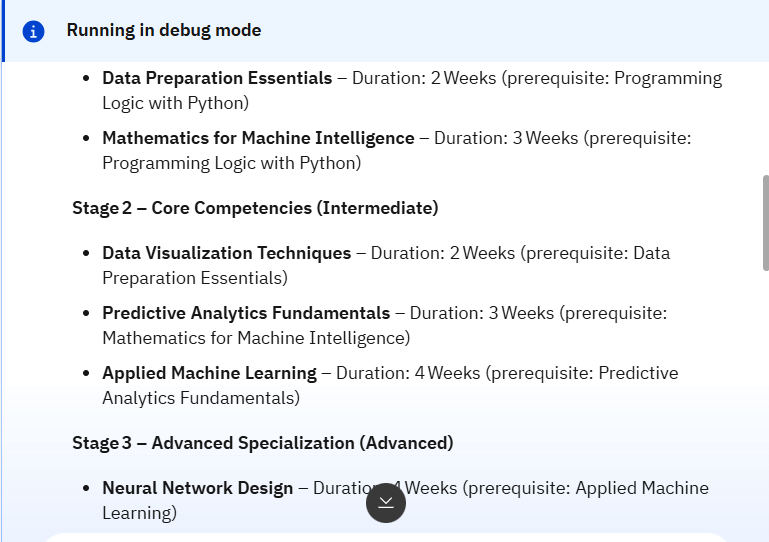 Running in debug mode
• Data Preparation Essentials – Duration: 2 Weeks (prerequisite: Programming
Logic with Python)
• Mathematics for Machine Intelligence – Duration: 3 Weeks (prerequisite:
Programming Logic with Python)
Stage 2 – Core Competencies (Intermediate)
• Data Visualization Techniques – Duration: 2 Weeks (prerequisite: Data
Preparation Essentials)
• Predictive Analytics Fundamentals – Duration: 3 Weeks (prerequisite:
Mathematics for Machine Intelligence)
• Applied Machine Learning – Duration: 4 Weeks (prerequisite: Predictive
Analytics Fundamentals)
Stage 3 – Advanced Specialization (Advanced)
• Neural Network Design – Duratio 4 Weeks (prerequisite: Applied Machine
Learning)